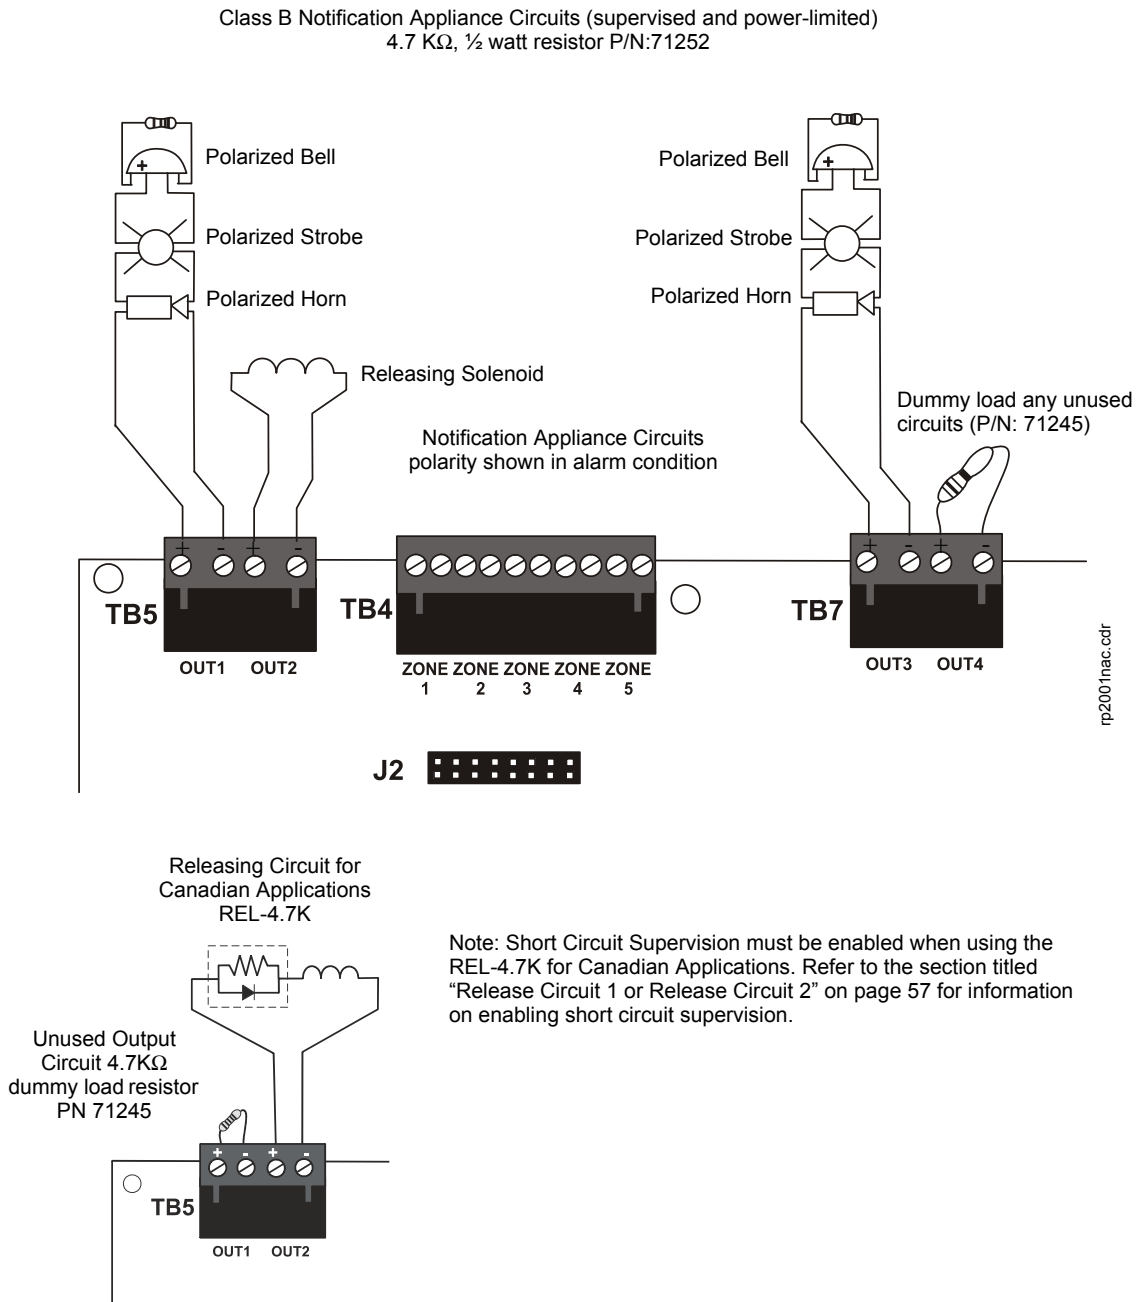 Class B Notification Appliance Circuits (supervised and power-limited)
4.7 KΩ, ½ watt resistor P/N:71252
+
Polarized Bell
Polarized Strobe
Polarized Horn
+
Polarized Bell
Polarized Strobe
Polarized Horn
Releasing Solenoid
Notification Appliance Circuits
polarity shown in alarm condition
Dummy load any unused
circuits (P/N: 71245)
+ - + -
TB5
OUT1 OUT2
TB4
ZONE ZONE ZONE ZONE ZONE
1 2 3 4 5
+ - + -
TB7
OUT3 OUT4
rp2001nac.cdr
J2
Releasing Circuit for
Canadian Applications
REL-4.7K
Note: Short Circuit Supervision must be enabled when using the
REL-4.7K for Canadian Applications. Refer to the section titled
“Release Circuit 1 or Release Circuit 2” on page 57 for information
on enabling short circuit supervision.
Unused Output
Circuit 4.7KΩ
dummy load resistor
PN 71245
+ - + -
TB5
OUT1 OUT2